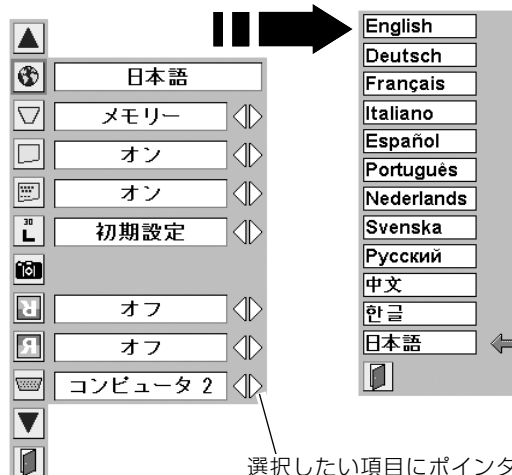 日本語
メモリー
オン
オン
30
L
初期設定
オフ
オフ
コンピュータ 2
English
Deutsch
Français
Italiano
Español
Português
Nederlands
Svenska
Русский
中文
한글
日本語
選択したい項目にポインタ